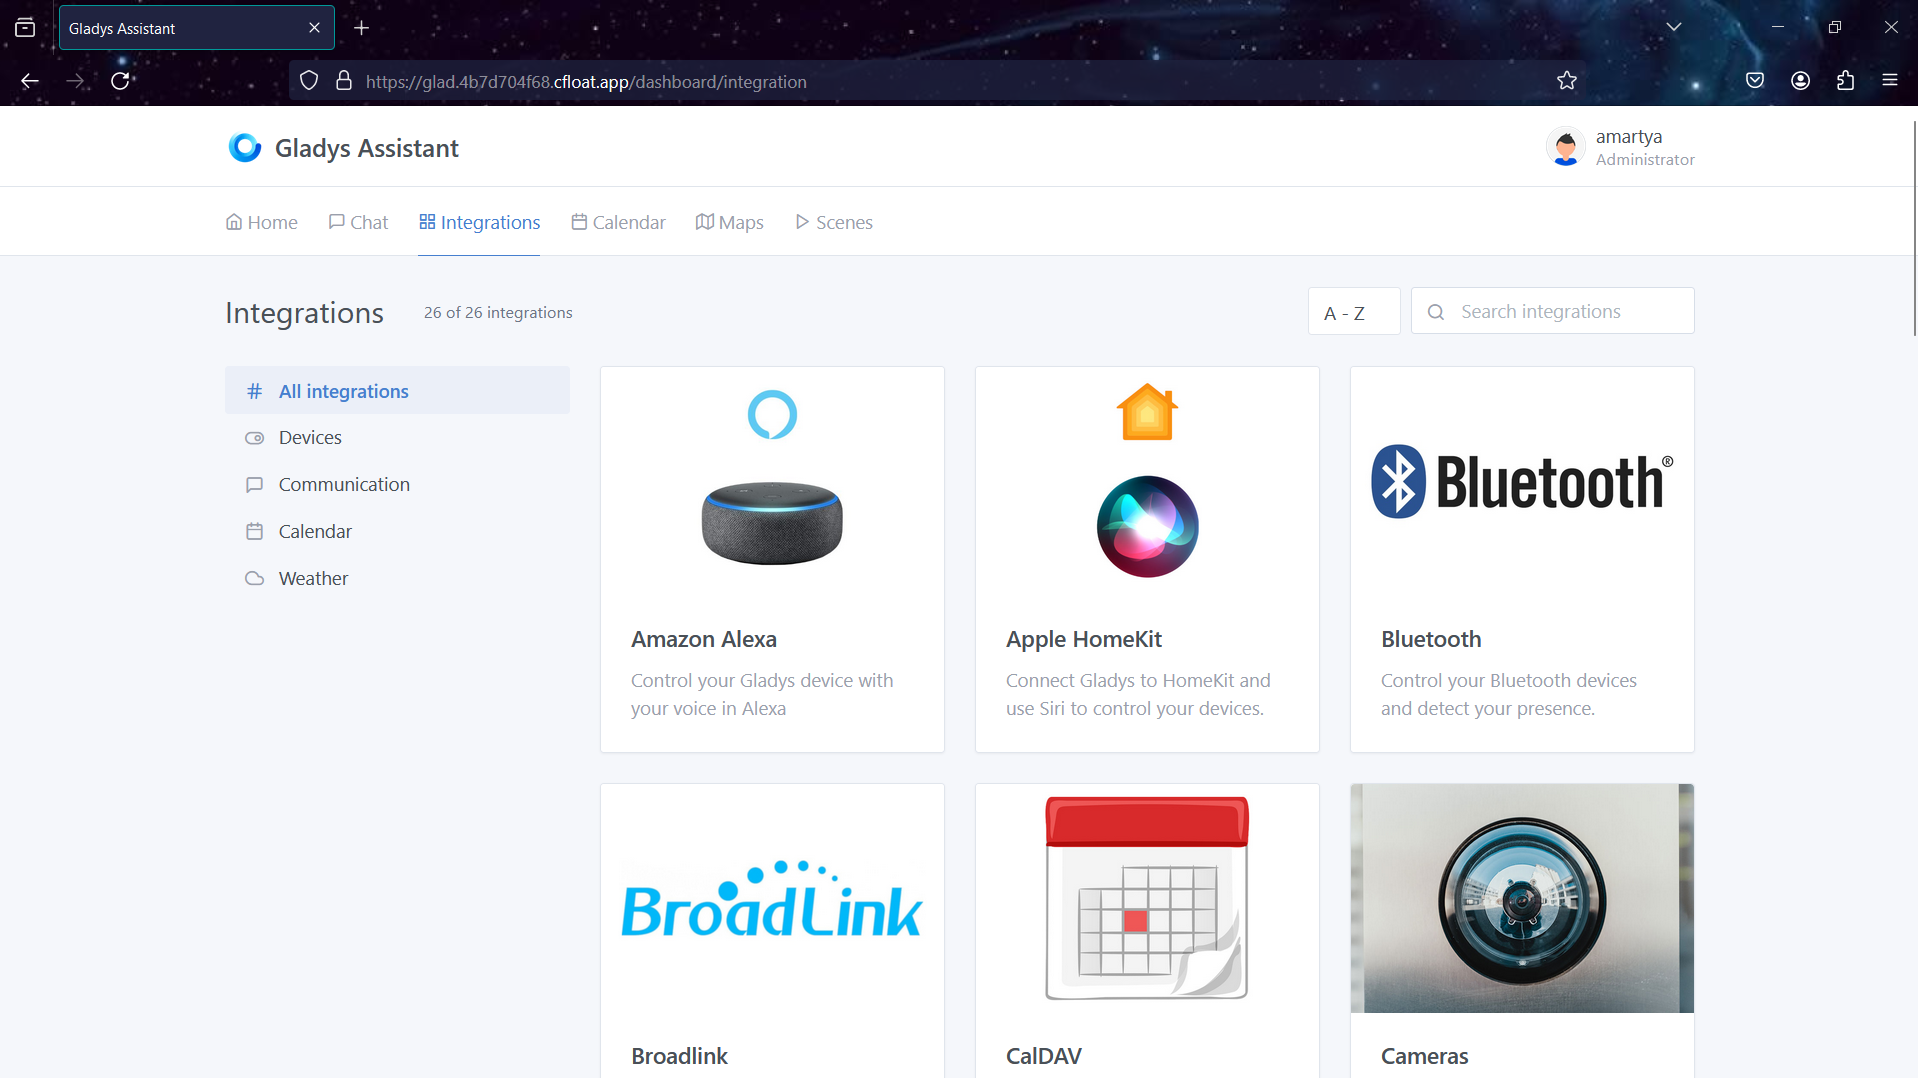 Gladys Assistant
https://glad.4b7d704f68.cfloat.app/dashboard/integration
Gladys Assistant
amartya
Administrator
Home
Chat
Integrations
Calendar
Maps
Scenes
Integrations
26 of 26 integrations
A - Z
Search integrations
All integrations
Devices
Communication
Calendar
Weather
Bluetooth®
Amazon Alexa
Control your Gladys device with
your voice in Alexa
Apple HomeKit
Connect Gladys to HomeKit and
use Siri to control your devices.
Bluetooth
Control your Bluetooth devices
and detect your presence.
BroadLink
Broadlink
CalDAV
Cameras